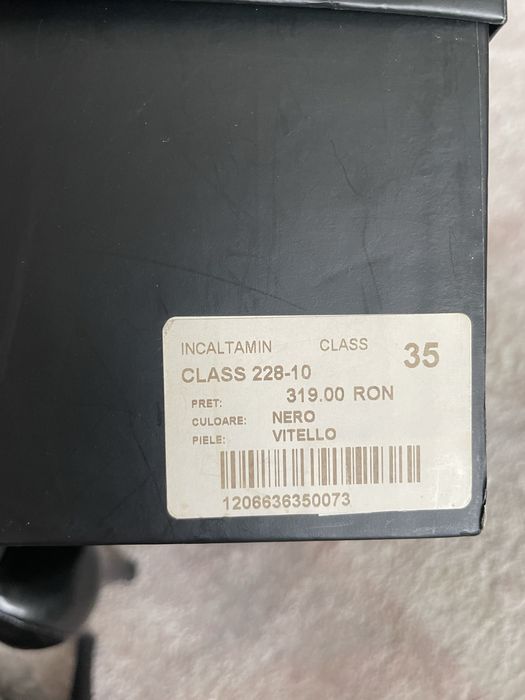 INCALTAMIN CLASS 35
CLASS 228-10
PRET: 319.00 RON
CULOARE: NERO
PIELE: VITELLO
1206636350073